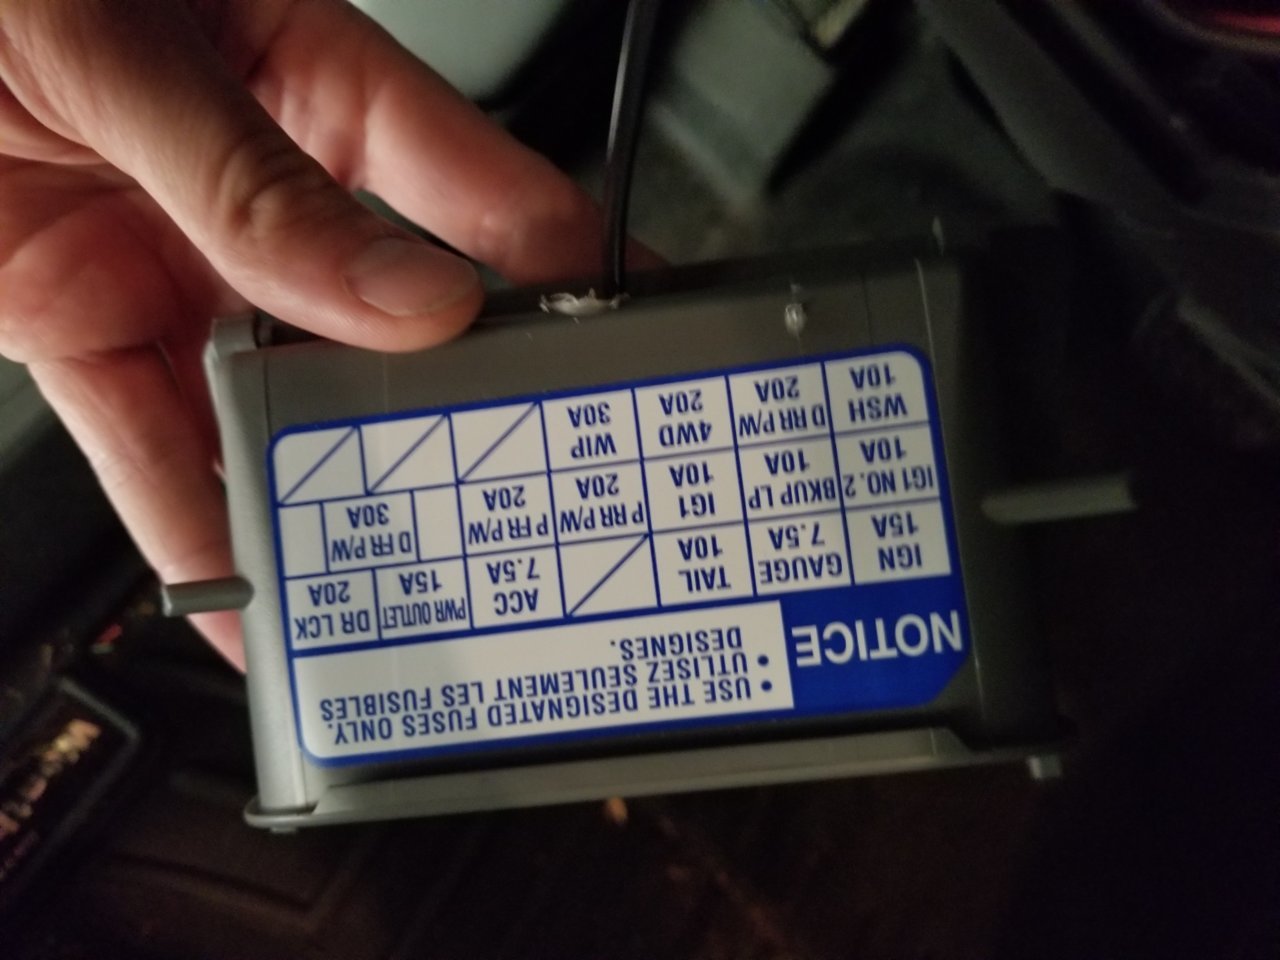 NOTICE
• USE THE DESIGNATED FUSES ONLY.
• UTLISEZ SEULEMENT LES FUSIBLES
DESIGNES.
IGN GAUGE TAIL ACC PWR OUTLET DR LCK
15A 7.5A 10A 7.5A 15A 20A
IG1 NO. 2 BKUP LP IG1 P RR P/W P FR P/W D FR P/W
10A 10A 10A 20A 20A 30A
WSH D RR P/W 4WD WIP
10A 20A 20A 30A